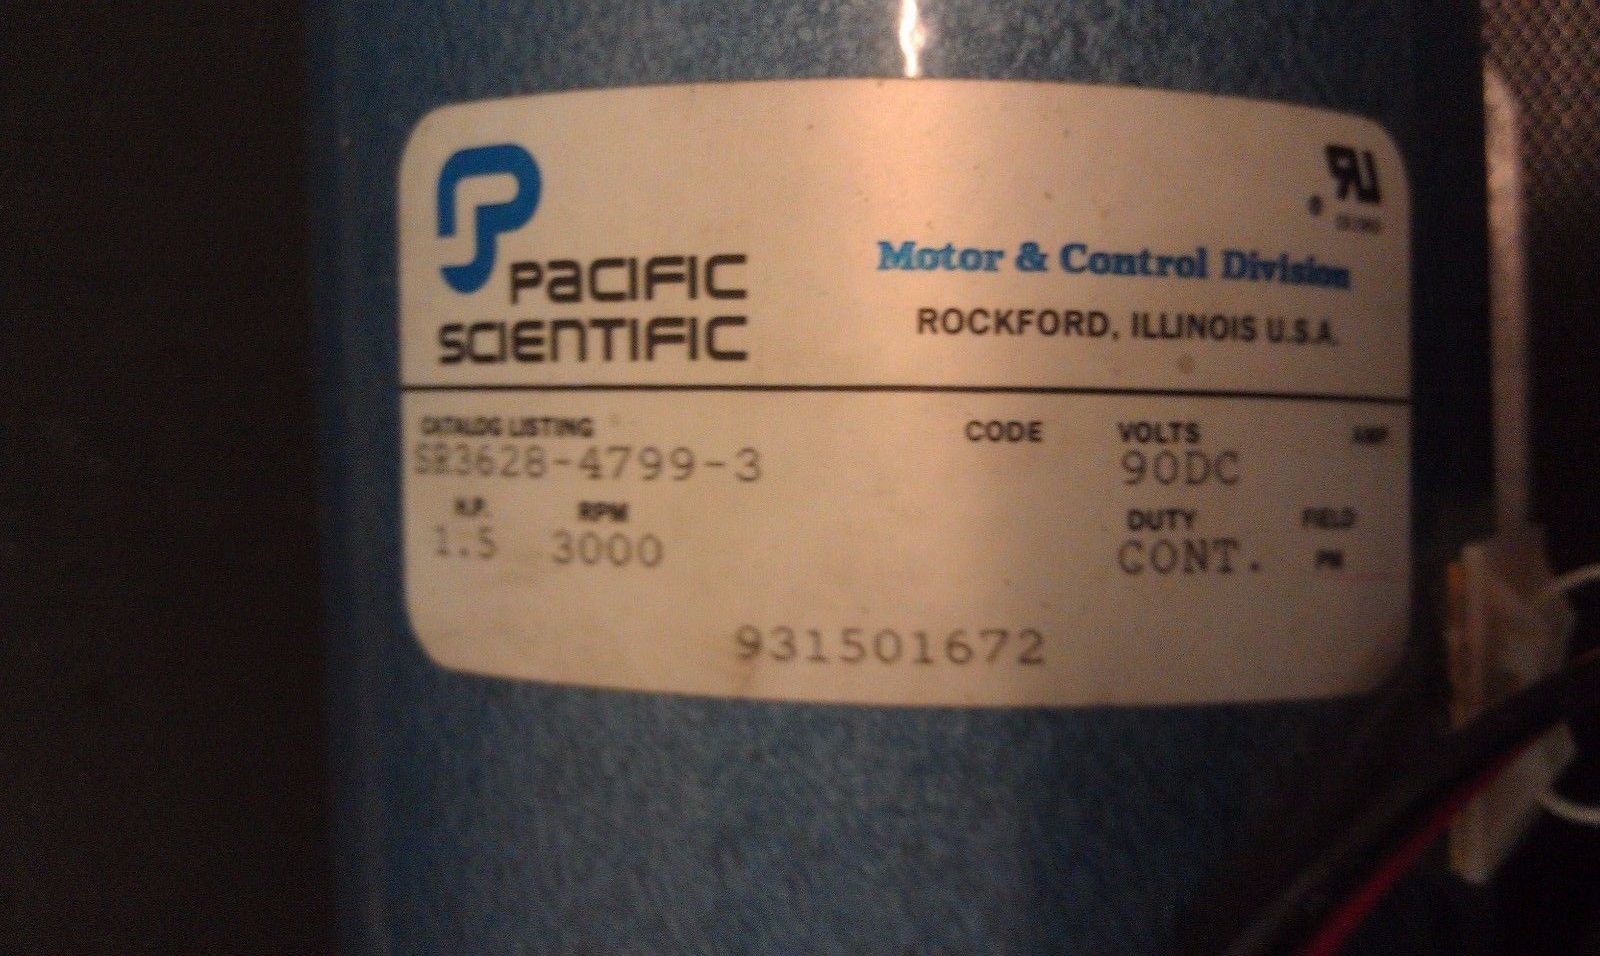 PACIFIC
SCIENTIFIC
Motor & Control Division
ROCKFORD, ILLINOIS U.S.A.
CATALOG LISTING
SR3628-4799-3
CODE
VOLTS
90DC
AMP
H.P.
1.5
RPM
3000
DUTY
CONT.
FIELD
PM
931501672